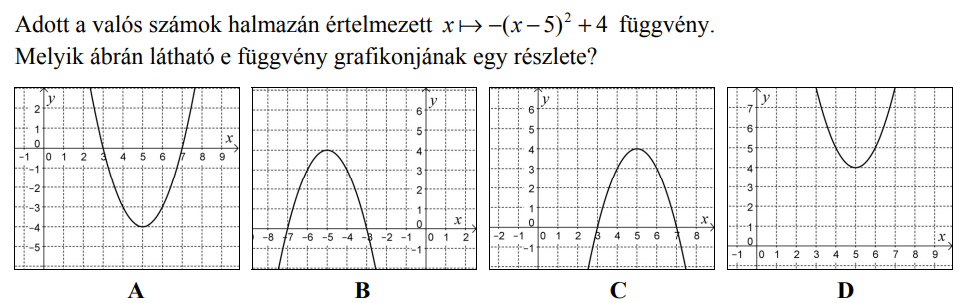 Adott a valós számok halmazán értelmezett x ↦ −(x − 5)² + 4 függvény.
Melyik ábrán látható e függvény grafikonjának egy részlete?
y
2
1
0
x
-1 0 1 2 3 4 5 6 7 8 9
-1
-2
-3
-4
-5
y
6
5
4
3
2
1
0
x
-8 -7 -6 -5 -4 -3 -2 -1 0 1 2
-1
y
6
5
4
3
2
1
0
x
-2 -1 0 1 2 3 4 5 6 7 8
-1
y
7
6
5
4
3
2
1
0
x
-1 0 1 2 3 4 5 6 7 8 9
A B C D